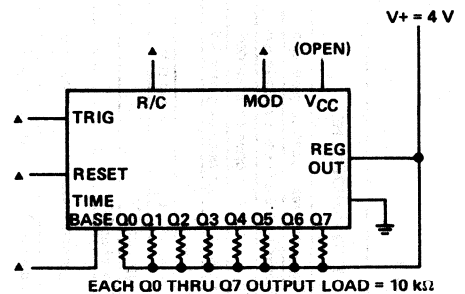 V+ = 4 V
(OPEN)
R/C
MOD
VCC
TRIG
REG
OUT
RESET
TIME
BASE Q0 Q1 Q2 Q3 Q4 Q5 Q6 Q7
EACH Q0 THRU Q7 OUTPUT LOAD = 10 kΩ